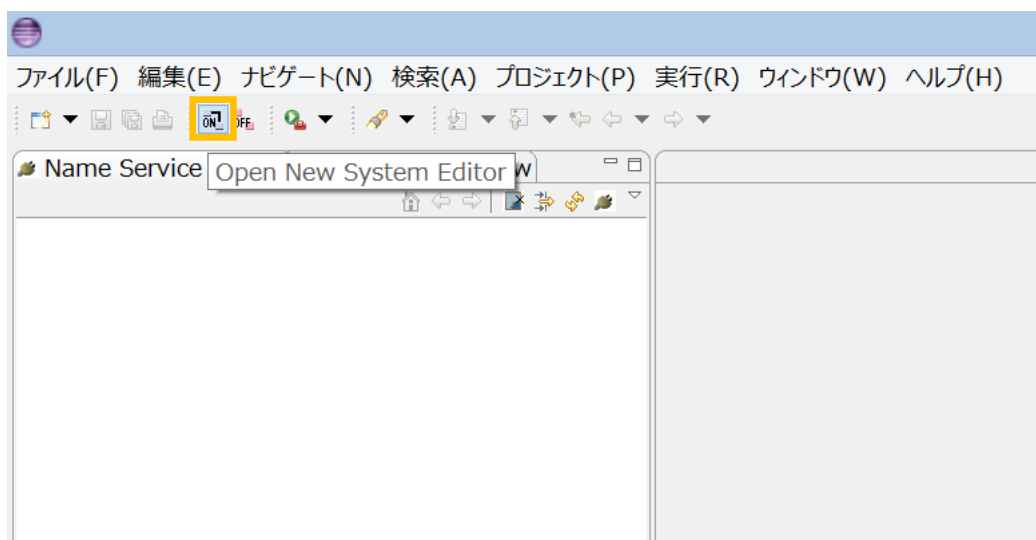 ファイル(F) 編集(E) ナビゲート(N) 検索(A) プロジェクト(P) 実行(R) ウィンドウ(W) ヘルプ(H)
ON OFF
Name Service
Open New System Editor
w